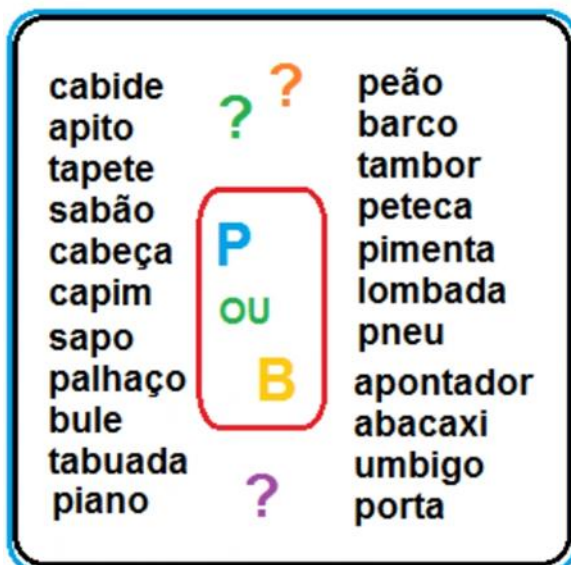 cabide
apito
tapete
sabão
cabeça
capim
sapo
palhaço
bule
tabuada
piano
? ?
P
OU
B
?
peão
barco
tambor
peteca
pimenta
lombada
pneu
apontador
abacaxi
umbigo
porta